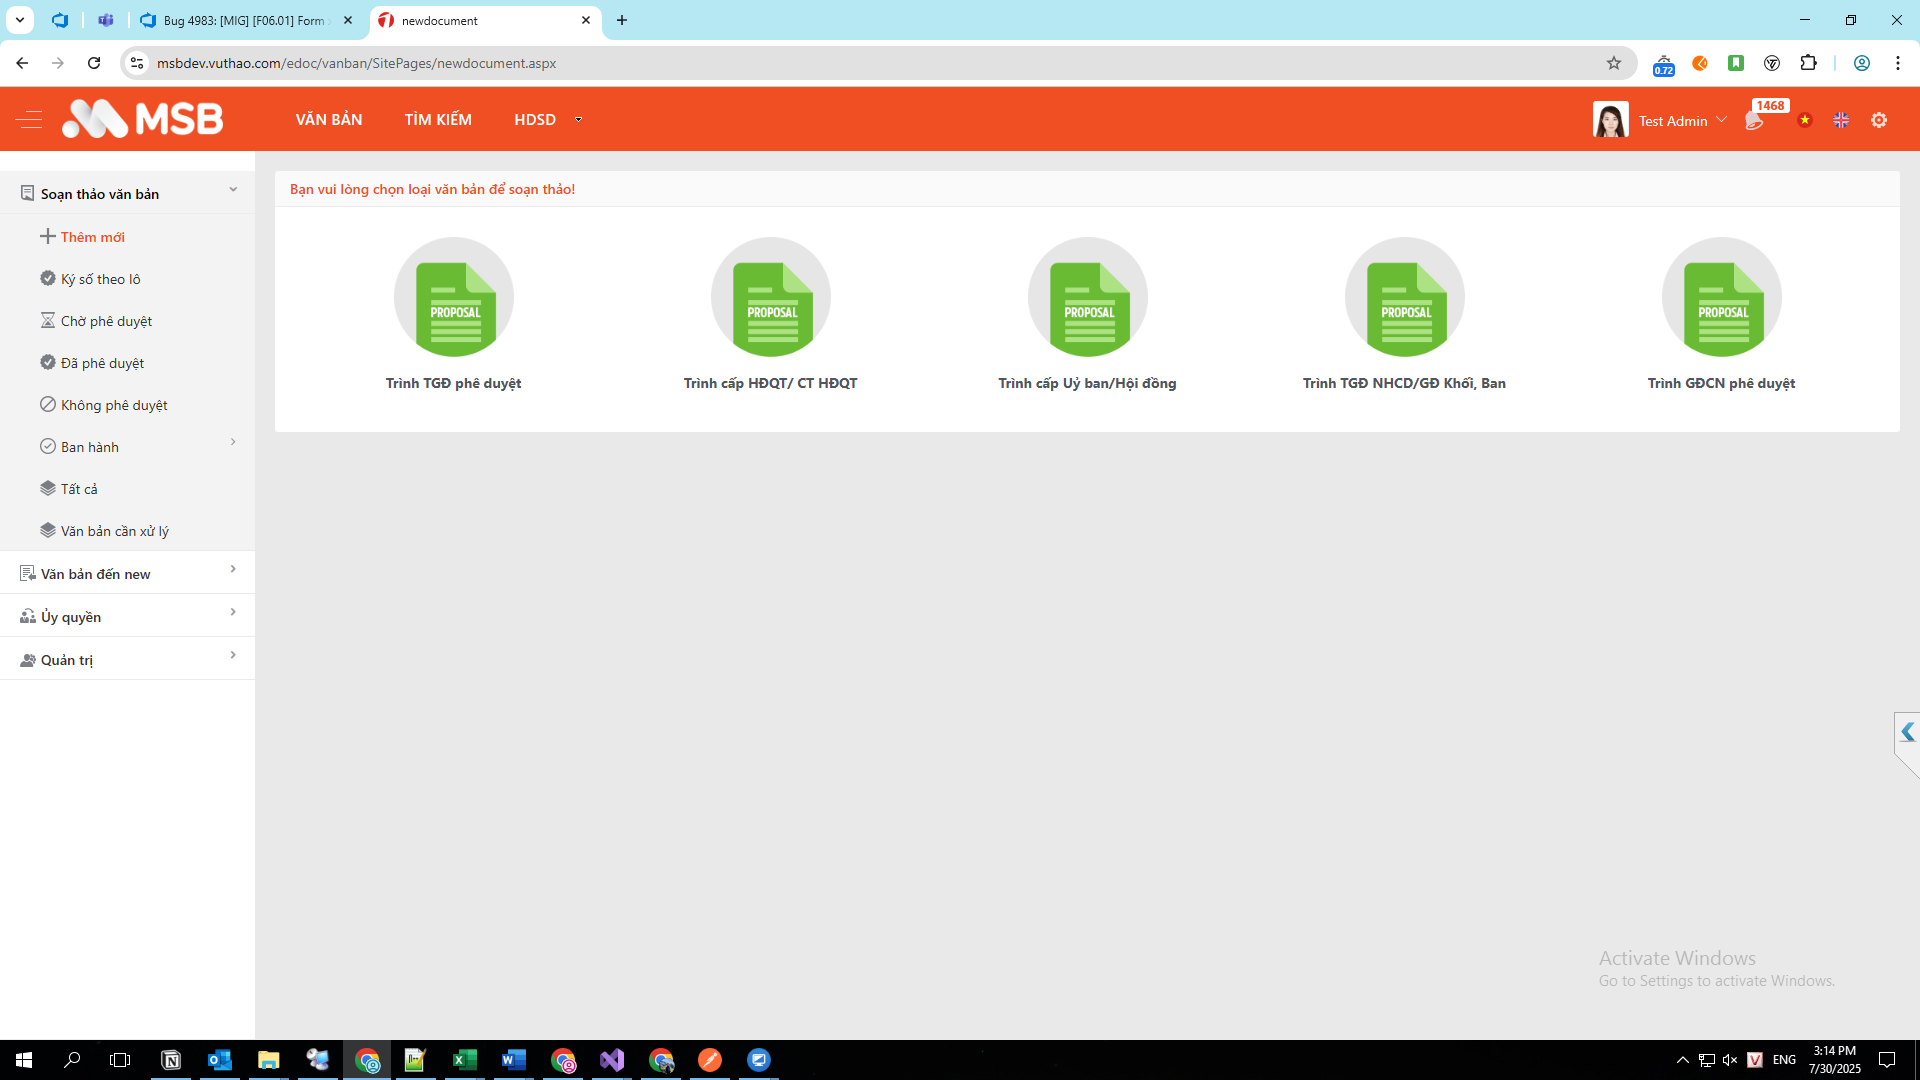 Bug 4983: [MIG] [F06.01] Form
newdocument
msbdev.vuthao.com/edoc/vanban/SitePages/newdocument.aspx
0.72
MSB
VĂN BẢN
TÌM KIẾM
HDSD
Test Admin
1468
Soạn thảo văn bản
Thêm mới
Ký số theo lô
Chờ phê duyệt
Đã phê duyệt
Không phê duyệt
Ban hành
Tất cả
Văn bản cần xử lý
Văn bản đến new
Ủy quyền
Quản trị
Bạn vui lòng chọn loại văn bản để soạn thảo!
PROPOSAL
PROPOSAL
PROPOSAL
PROPOSAL
PROPOSAL
Trình TGĐ phê duyệt
Trình cấp HĐQT/ CT HĐQT
Trình cấp Uỷ ban/Hội đồng
Trình TGĐ NHCD/GĐ Khối, Ban
Trình GĐCN phê duyệt
Activate Windows
Go to Settings to activate Windows.
ENG
3:14 PM
7/30/2025